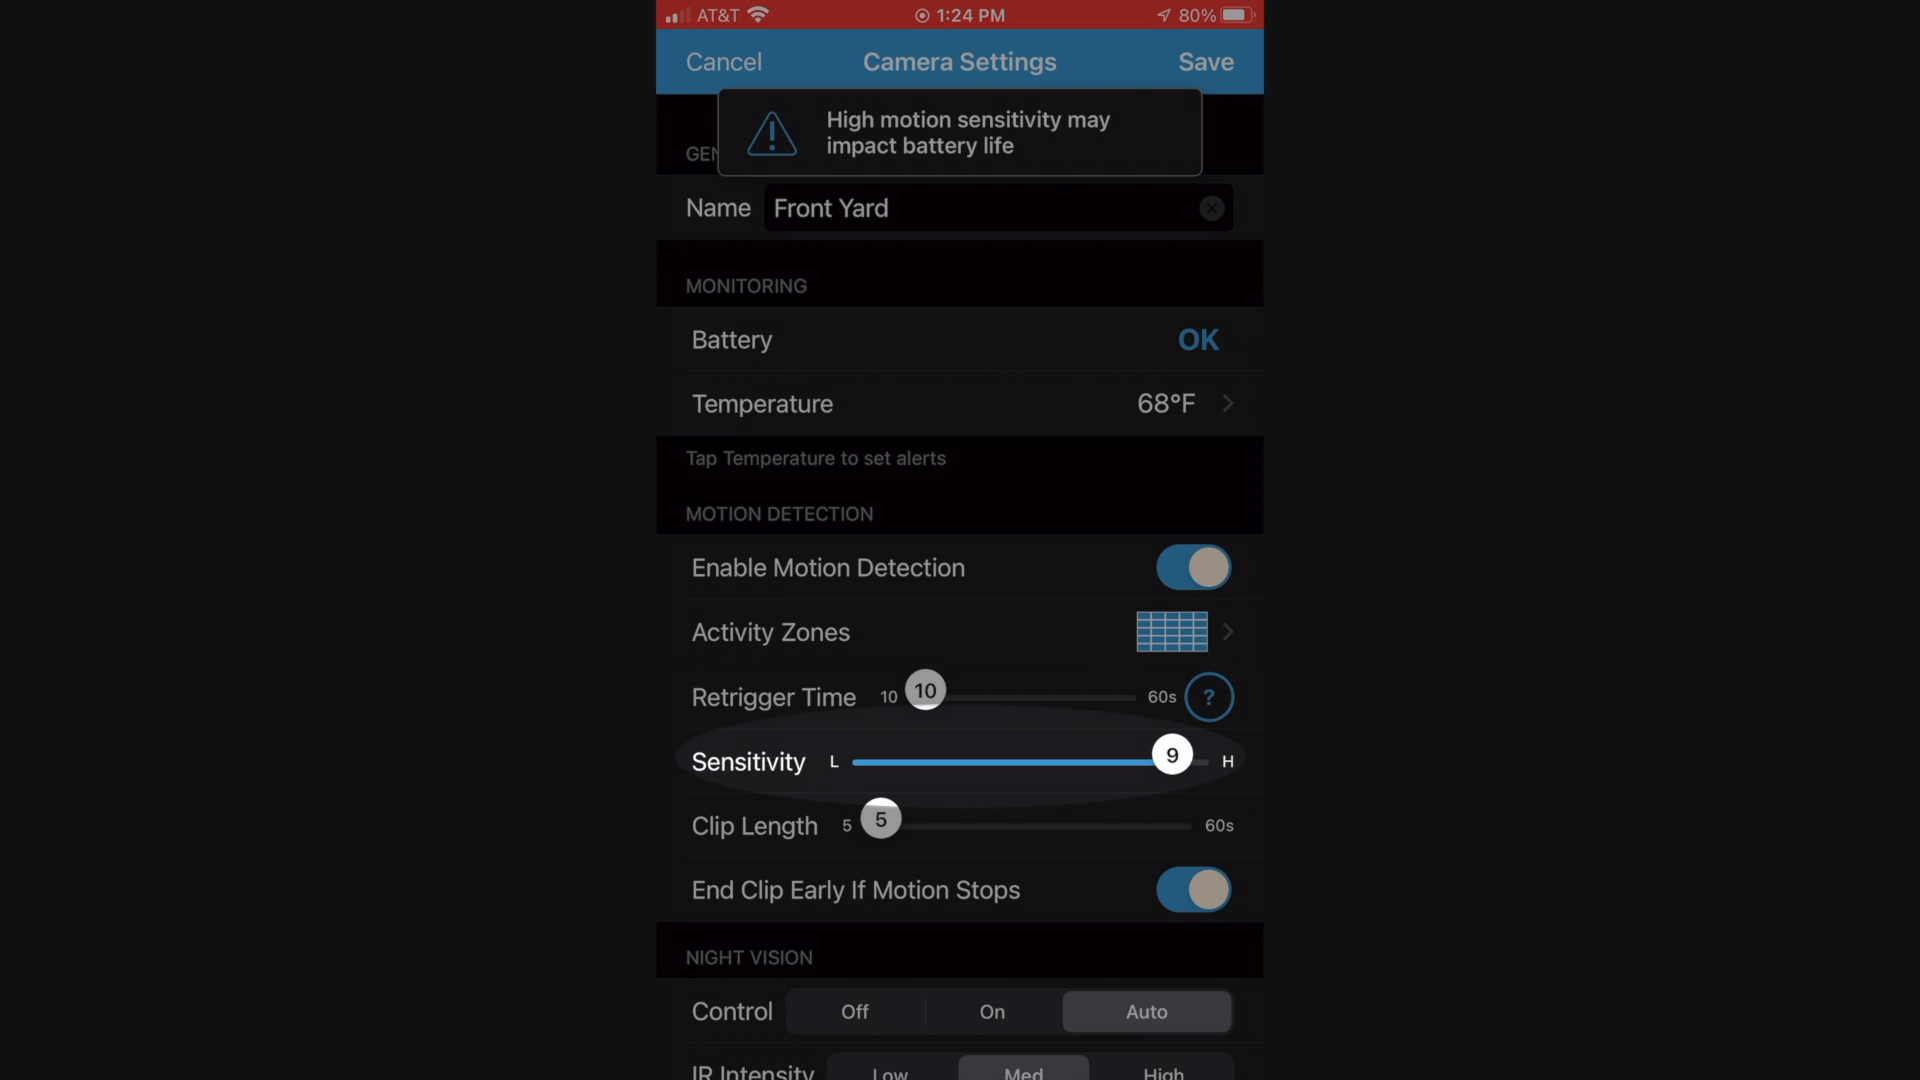 AT&T 1:24 PM 80%
Cancel Camera Settings Save
High motion sensitivity may
impact battery life
GEN
Name Front Yard
MONITORING
Battery OK
Temperature 68°F
Tap Temperature to set alerts
MOTION DETECTION
Enable Motion Detection
Activity Zones
Retrigger Time 10 10 60s ?
Sensitivity L 9 H
Clip Length 5 5 60s
End Clip Early If Motion Stops
NIGHT VISION
Control Off On Auto
IR Intensity Low Med High